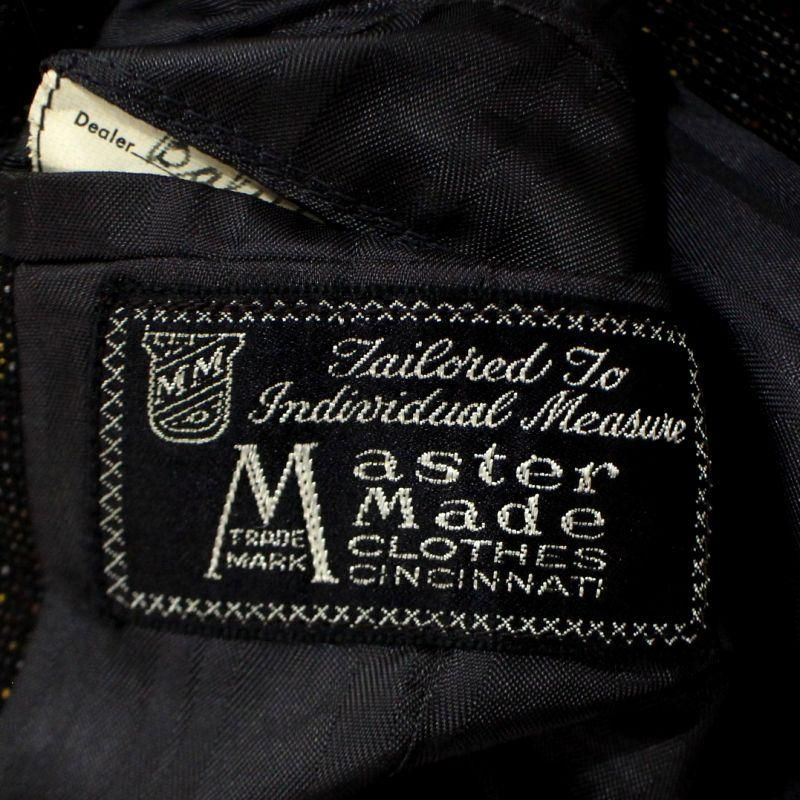 Dealer
MM
Tailored To
Individual Measure
Master
Made
TRADE MARK
CLOTHES
CINCINNATI